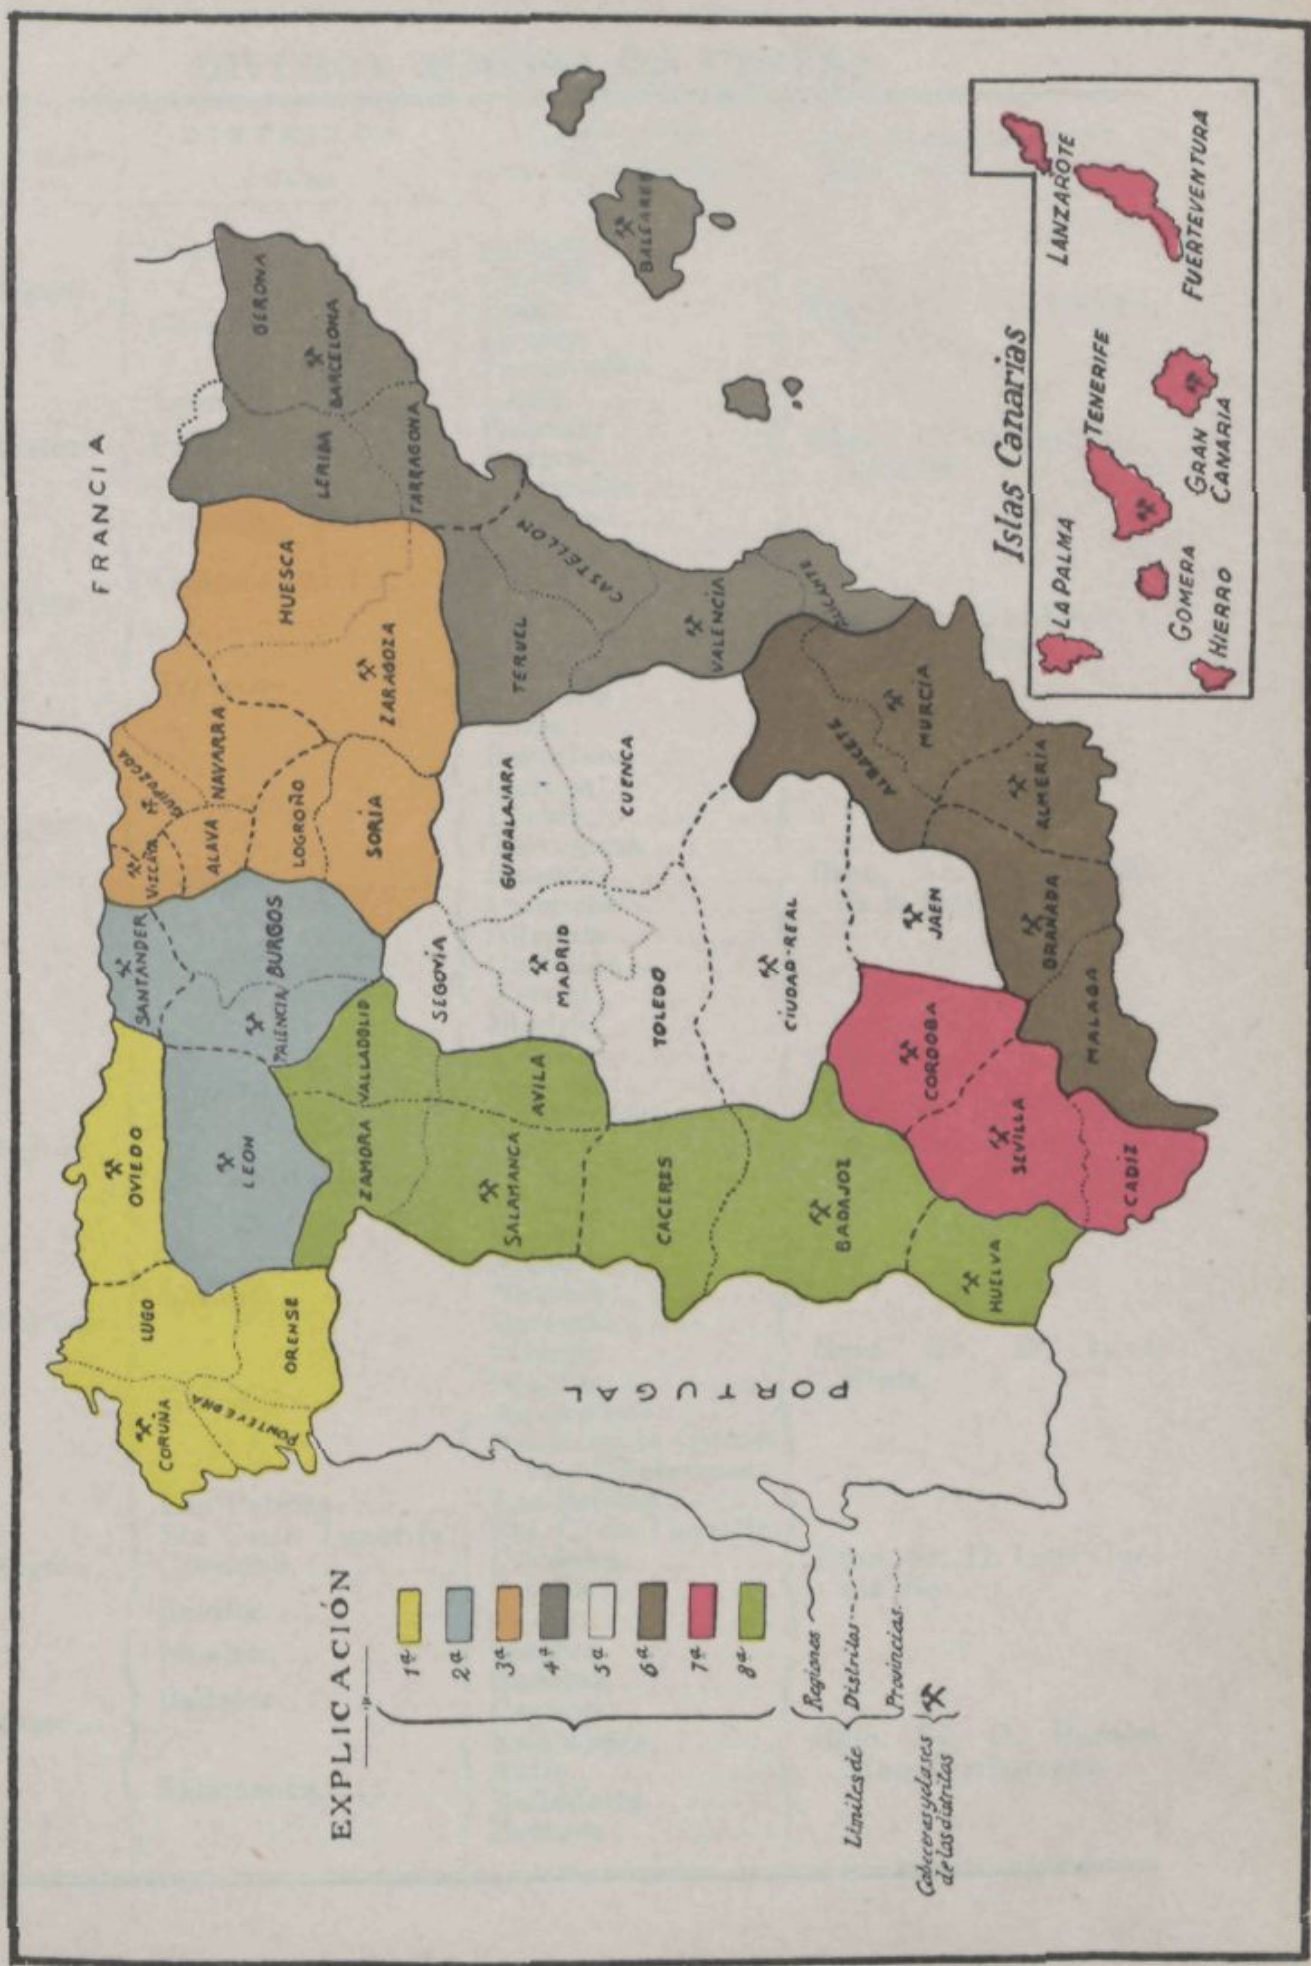 FRANCIA
CORUÑA
LUGO
OVIEDO
SANTANDER
VIZCAYA
GUIPUZCOA
PONTEVEDRA
ORENSE
LEON
PALENCIA
BURGOS
ALAVA
NAVARRA
LOGROÑO
HUESCA
LERIDA
GERONA
BARCELONA
ZAMORA
VALLADOLID
SORIA
ZARAGOZA
TARRAGONA
SALAMANCA
AVILA
SEGOVIA
MADRID
GUADALAJARA
TERUEL
CASTELLON
BALEARES
PORTUGAL
CACERES
TOLEDO
CUENCA
VALENCIA
BADAJOZ
CIUDAD-REAL
ALBACETE
ALICANTE
HUELVA
SEVILLA
CORDOBA
JAEN
MURCIA
CADIZ
MALAGA
GRANADA
ALMERÍA
EXPLICACIÓN
1ª
2ª
3ª
4ª
5ª
6ª
7ª
8ª
Limites de
Regiones
Distritos
Provincias
Cabeceras y clases
de los distritos
Islas Canarias
LA PALMA
TENERIFE
LANZAROTE
GOMERA
HIERRO
GRAN
CANARIA
FUERTEVENTURA